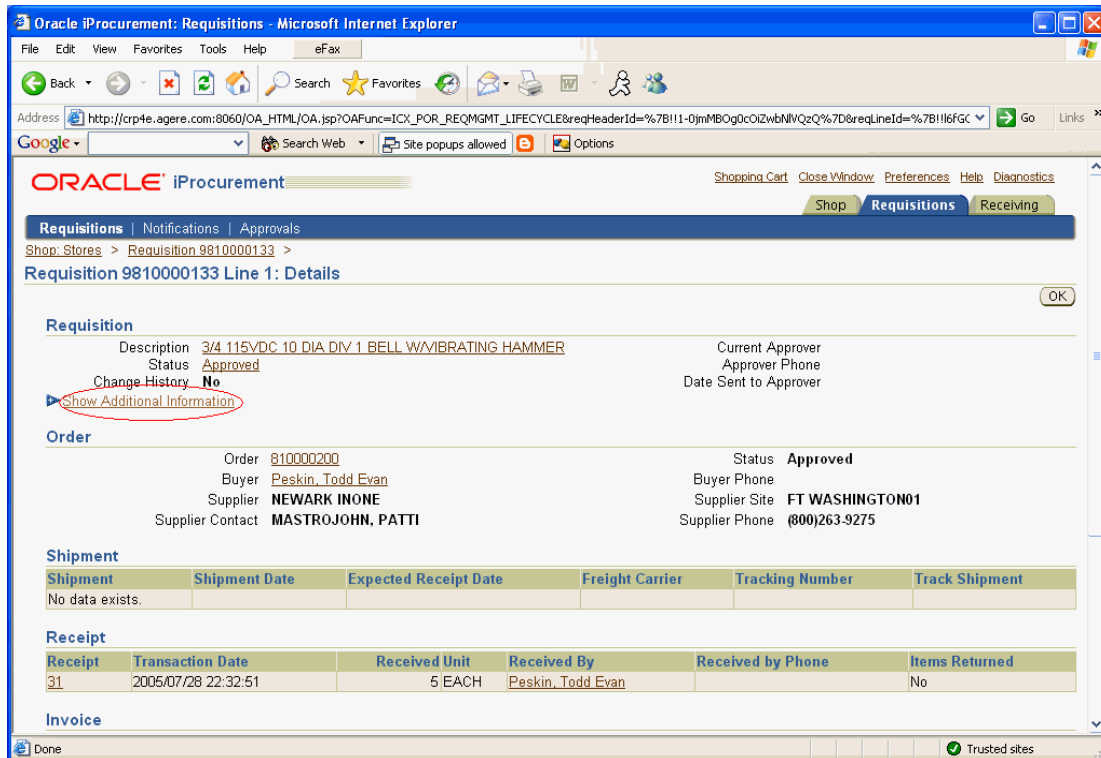 Oracle iProcurement: Requisitions - Microsoft Internet Explorer
File Edit View Favorites Tools Help eFax
Back Search Favorites
Address http://crp4e.agere.com:8060/OA_HTML/OA.jsp?OAFunc=ICX_POR_REQMGMT_LIFECYCLE&reqHeaderId=%7B!!1-0jmMBOg0cOiZwbNlVQzQ%7D&reqLineId=%7B!!l6fGC Go Links »
Google Search Web Site popups allowed Options
ORACLE iProcurement
Shopping Cart Close Window Preferences Help Diagnostics
Shop Requisitions Receiving
Requisitions | Notifications | Approvals
Shop: Stores > Requisition 9810000133 >
Requisition 9810000133 Line 1: Details
OK
Requisition
Description 3/4 115VDC 10 DIA DIV 1 BELL W/VIBRATING HAMMER Current Approver
Status Approved Approver Phone
Change History No Date Sent to Approver
Show Additional Information
Order
Order 810000200 Status Approved
Buyer Peskin, Todd Evan Buyer Phone
Supplier NEWARK INONE Supplier Site FT WASHINGTON01
Supplier Contact MASTROJOHN, PATTI Supplier Phone (800)263-9275
Shipment
Shipment Shipment Date Expected Receipt Date Freight Carrier Tracking Number Track Shipment
No data exists.
Receipt
Receipt Transaction Date Received Unit Received By Received by Phone Items Returned
31 2005/07/28 22:32:51 5 EACH Peskin, Todd Evan No
Invoice
Done Trusted sites